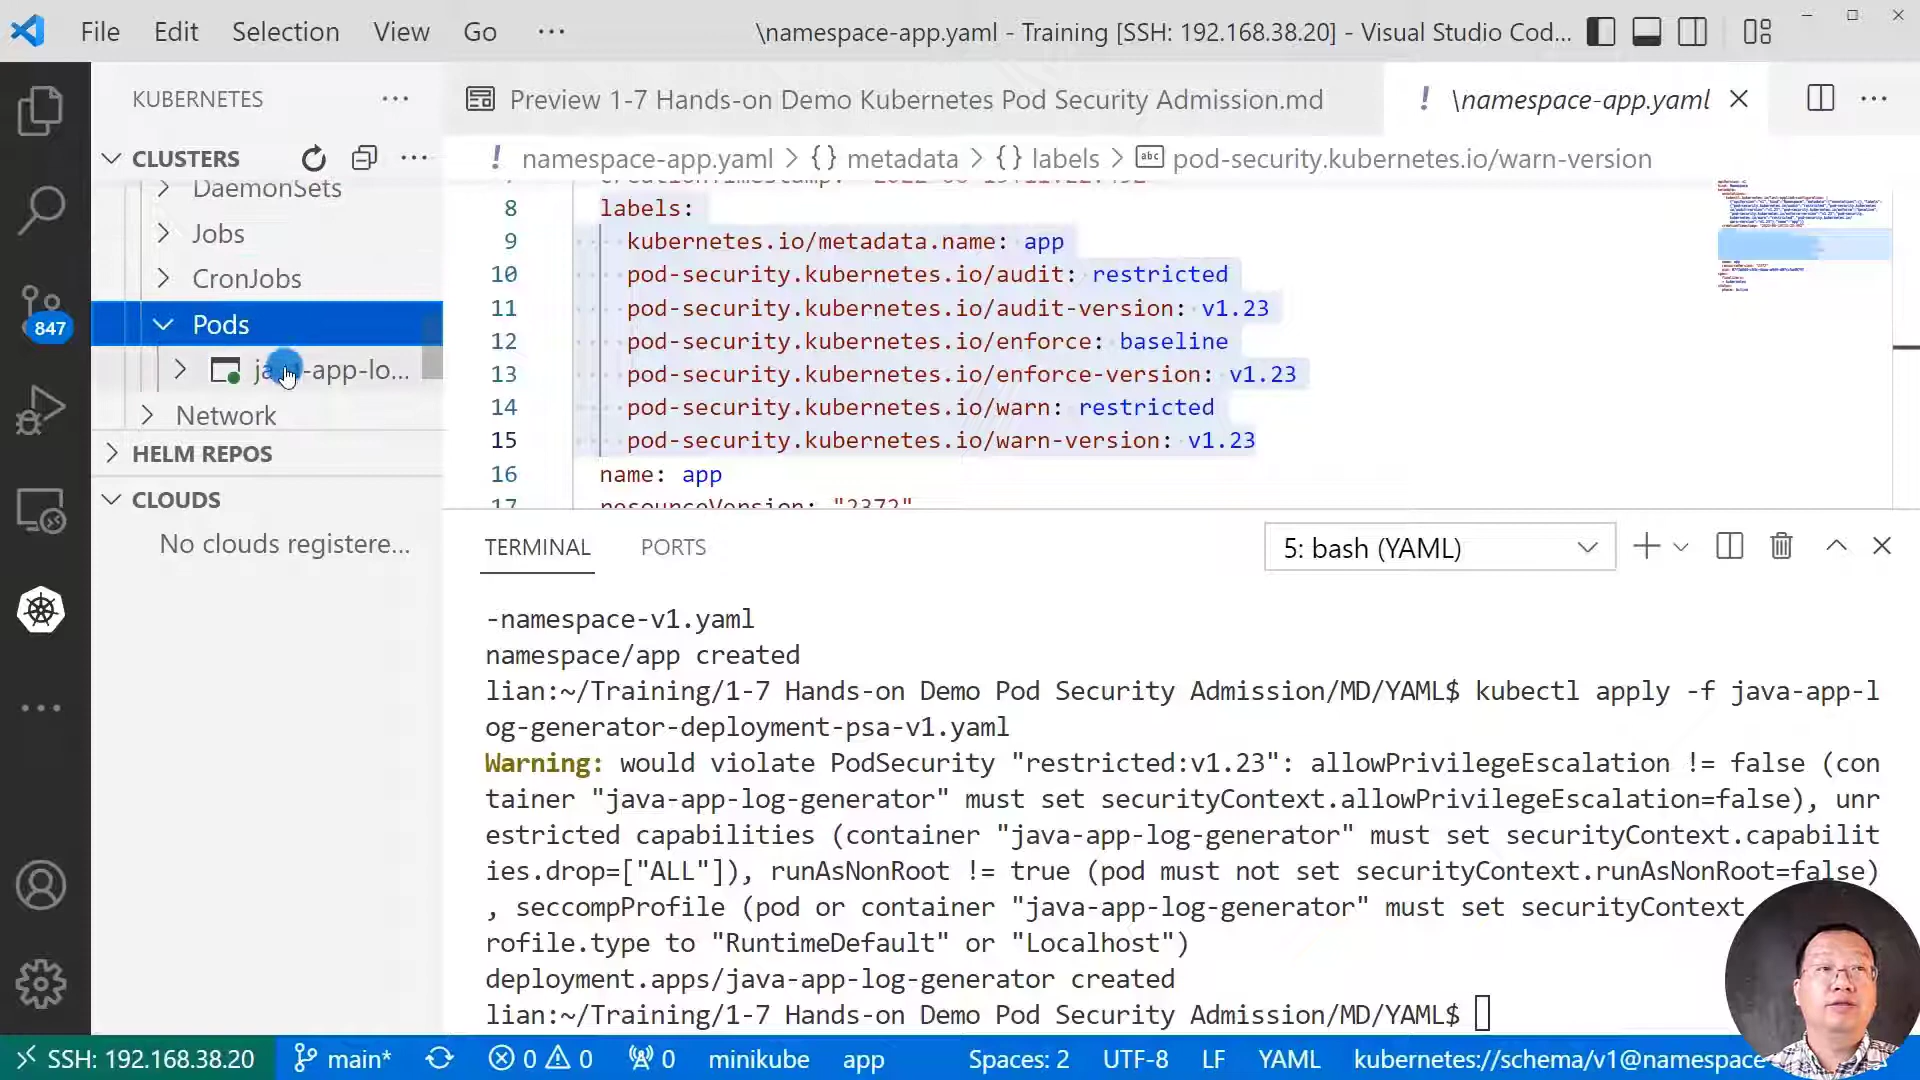 File Edit Selection View Go ···
\namespace-app.yaml - Training [SSH: 192.168.38.20] - Visual Studio Cod...
KUBERNETES
Preview 1-7 Hands-on Demo Kubernetes Pod Security Admission.md
! \namespace-app.yaml
CLUSTERS
! namespace-app.yaml > {} metadata > {} labels > abc pod-security.kubernetes.io/warn-version
DaemonSets
Jobs
CronJobs
Pods
Network
HELM REPOS
CLOUDS
No clouds registere...
847
8 labels:
9 kubernetes.io/metadata.name: app
10 pod-security.kubernetes.io/audit: restricted
11 pod-security.kubernetes.io/audit-version: v1.23
12 pod-security.kubernetes.io/enforce: baseline
13 pod-security.kubernetes.io/enforce-version: v1.23
14 pod-security.kubernetes.io/warn: restricted
15 pod-security.kubernetes.io/warn-version: v1.23
16 name: app
17 resourceVersion: "2372"
TERMINAL PORTS
5: bash (YAML)
-namespace-v1.yaml
namespace/app created
lian:~/Training/1-7 Hands-on Demo Pod Security Admission/MD/YAML$ kubectl apply -f java-app-l
og-generator-deployment-psa-v1.yaml
Warning: would violate PodSecurity "restricted:v1.23": allowPrivilegeEscalation != false (con
tainer "java-app-log-generator" must set securityContext.allowPrivilegeEscalation=false), unr
estricted capabilities (container "java-app-log-generator" must set securityContext.capabilit
ies.drop=["ALL"]), runAsNonRoot != true (pod must not set securityContext.runAsNonRoot=false)
, seccompProfile (pod or container "java-app-log-generator" must set securityContext.
rofile.type to "RuntimeDefault" or "Localhost")
deployment.apps/java-app-log-generator created
lian:~/Training/1-7 Hands-on Demo Pod Security Admission/MD/YAML$
SSH: 192.168.38.20 main* 0 0 0 minikube app Spaces: 2 UTF-8 LF YAML kubernetes://schema/v1@namespace